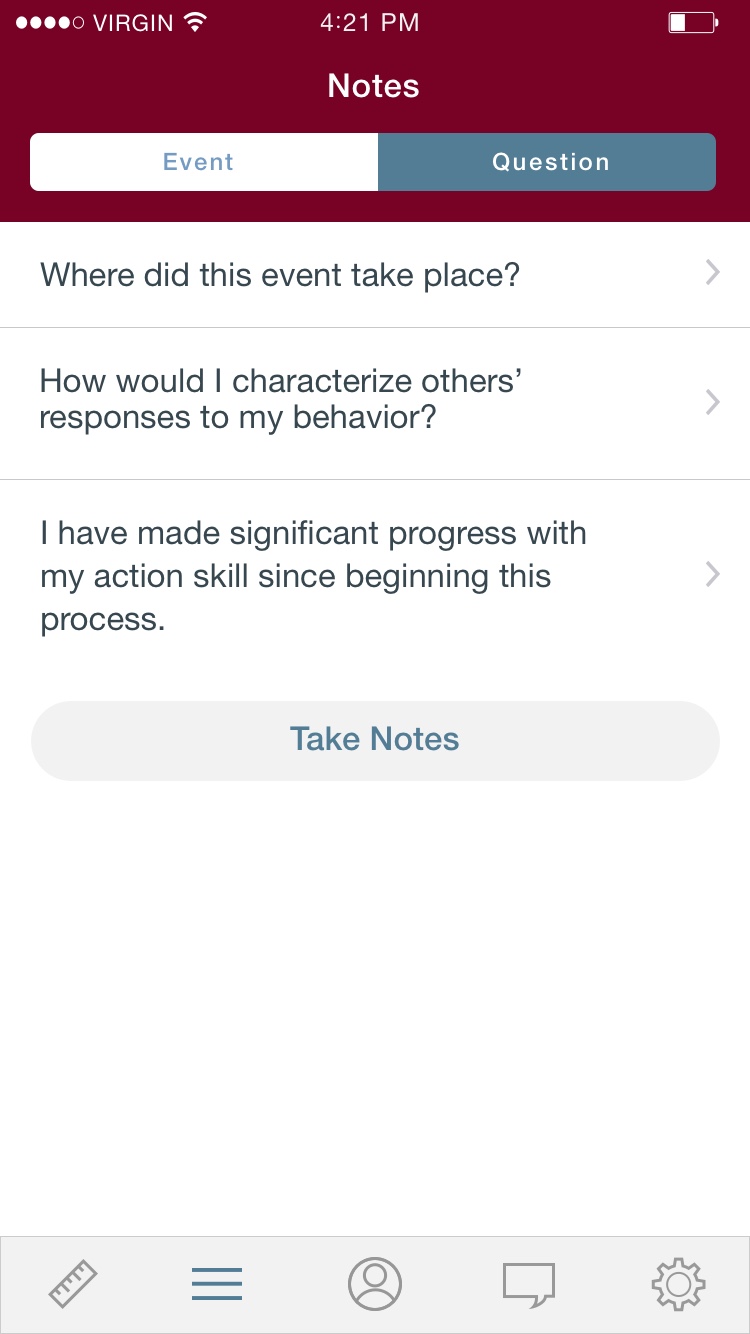 VIRGIN 4:21 PM
Notes
Event Question
Where did this event take place?
How would I characterize others’
responses to my behavior?
I have made significant progress with
my action skill since beginning this
process.
Take Notes